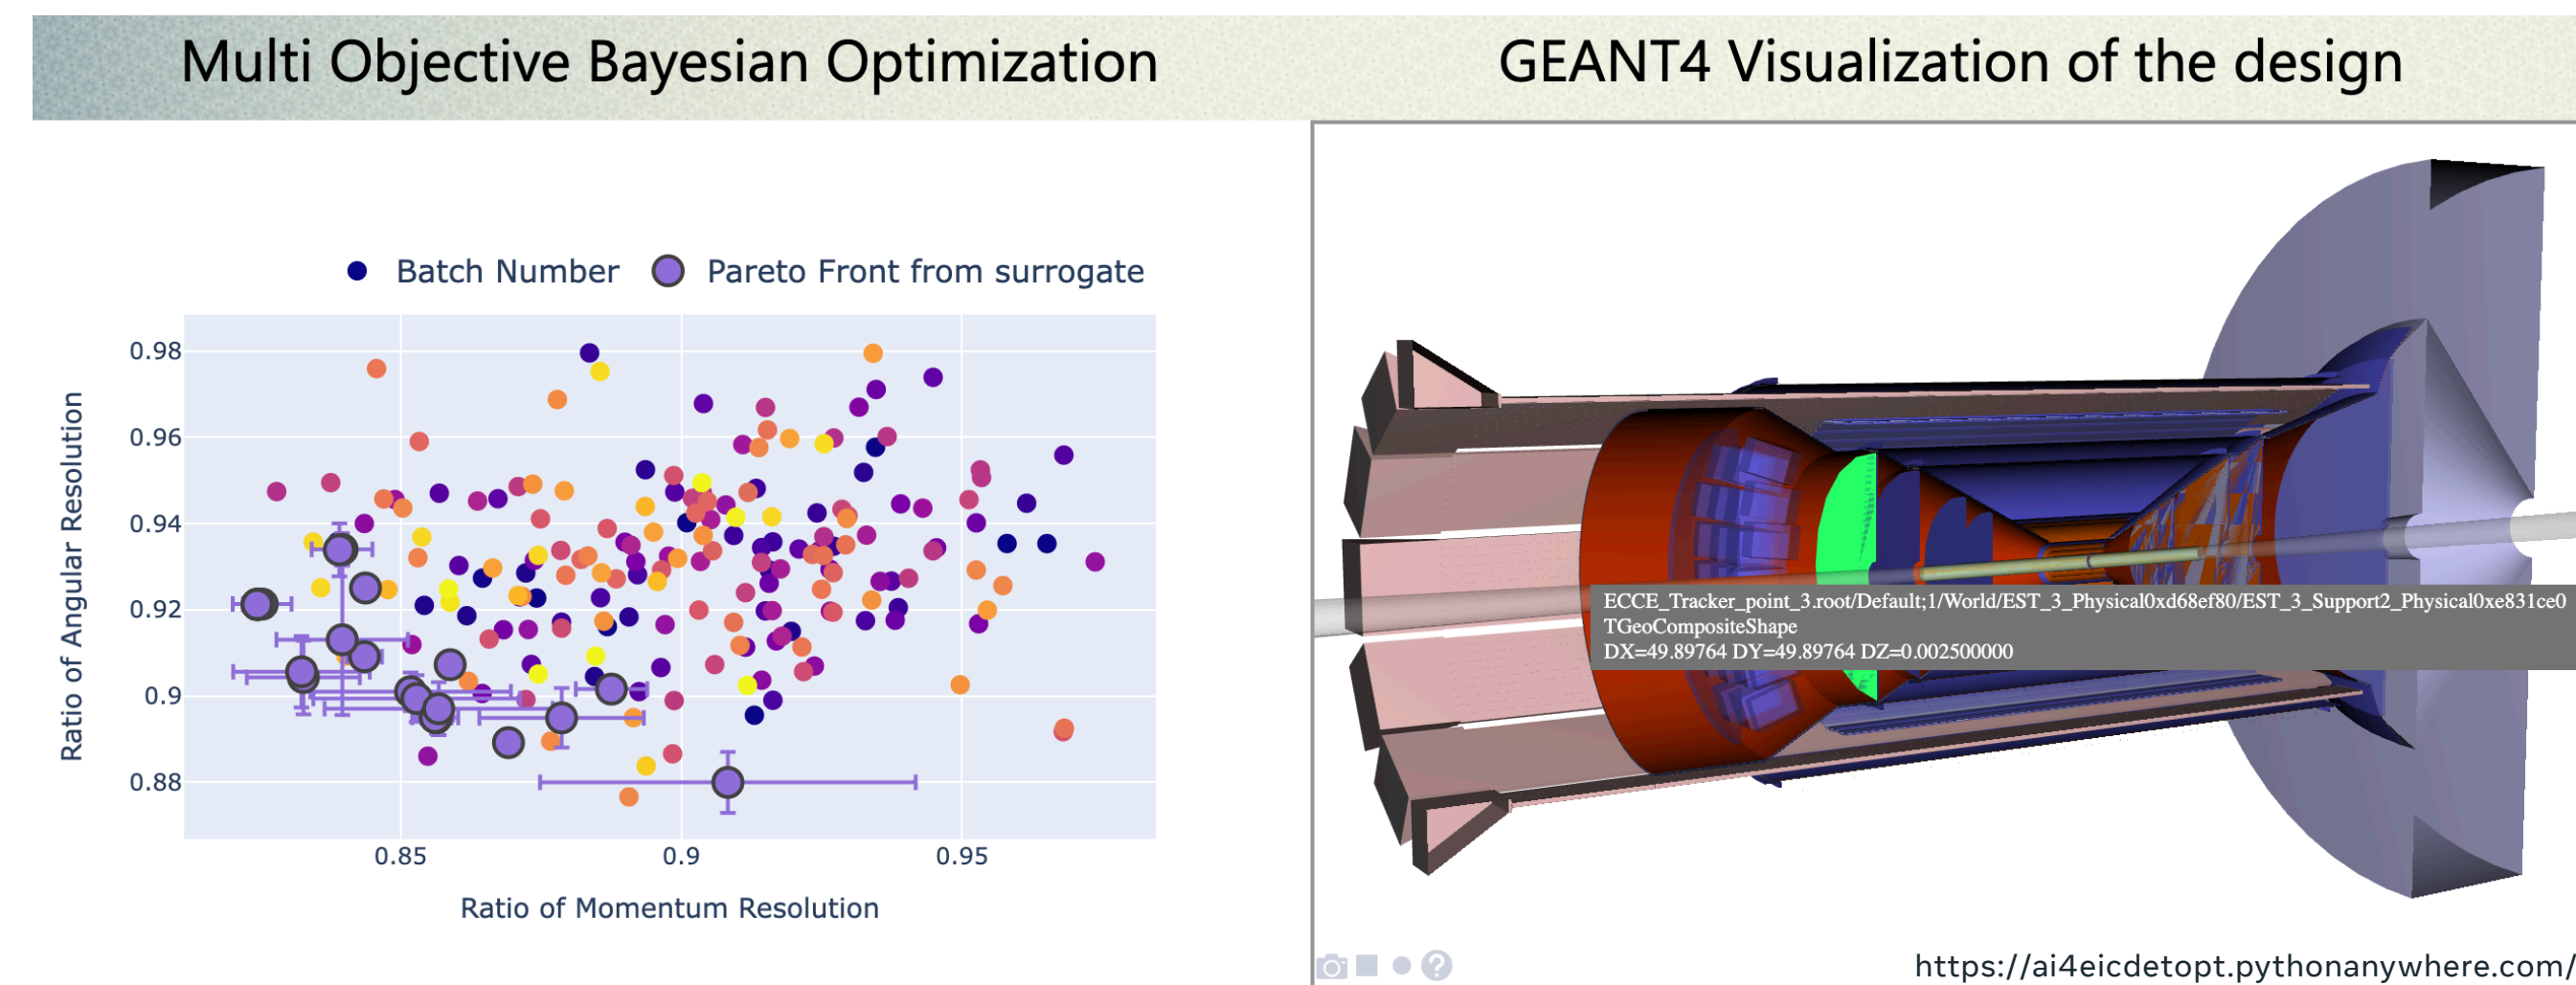 Multi Objective Bayesian Optimization
GEANT4 Visualization of the design
Batch Number
Pareto Front from surrogate
0.98
0.96
0.94
0.92
0.9
0.88
Ratio of Angular Resolution
0.85
0.9
0.95
Ratio of Momentum Resolution
ECCE_Tracker_point_3.root/Default;1/World/EST_3_Physical0xd68ef80/EST_3_Support2_Physical0xe831ce0
TGeoCompositeShape
DX=49.89764 DY=49.89764 DZ=0.002500000
?
https://ai4eicdetopt.pythonanywhere.com/